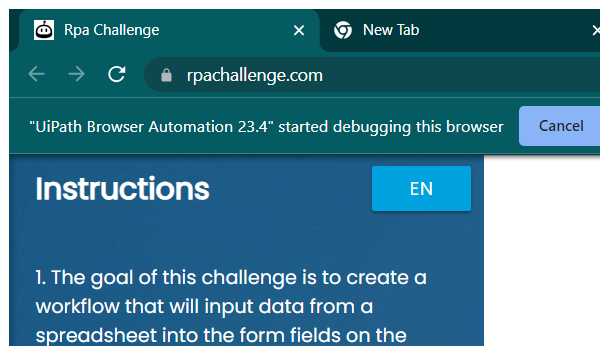 Rpa Challenge
New Tab
rpachallenge.com
"UiPath Browser Automation 23.4" started debugging this browser
Cancel
Instructions
EN
1. The goal of this challenge is to create a
workflow that will input data from a
spreadsheet into the form fields on the